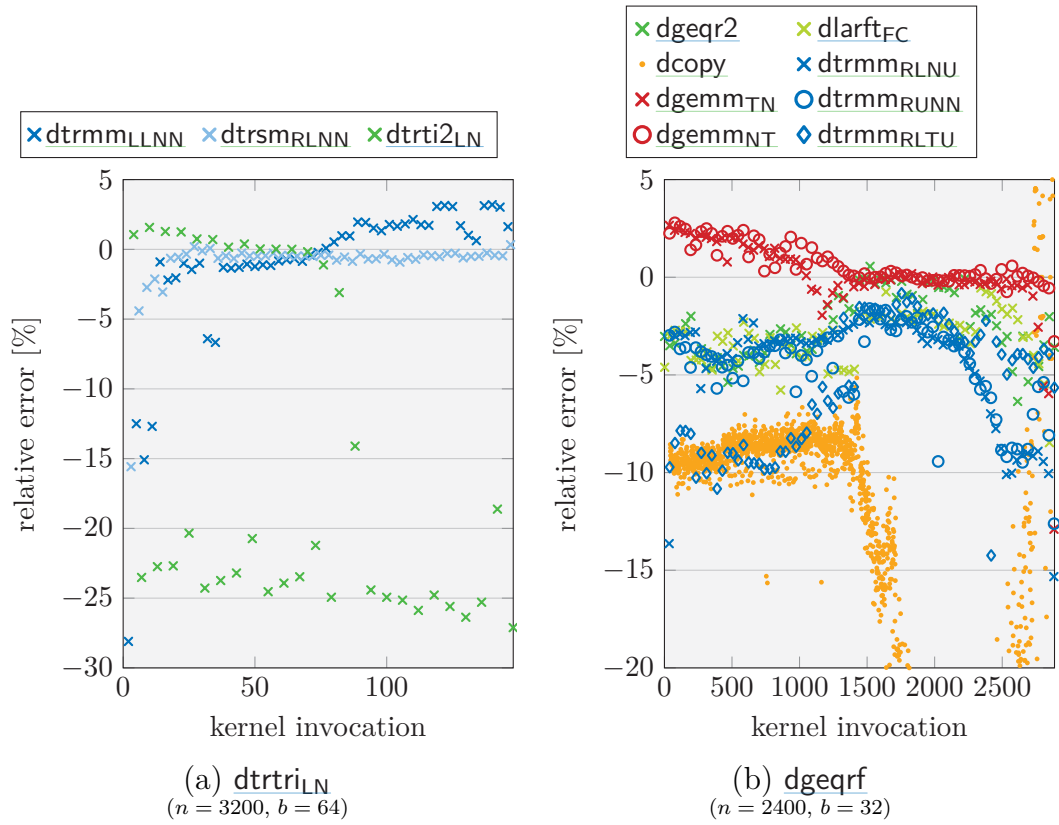 × dgeqr2 × dlarft_FC
• dcopy × dtrmm_RLNU
× dgemm_TN ○ dtrmm_RUNN
○ dgemm_NT ◇ dtrmm_RLTU
× dtrmm_LLNN × dtrsm_RLNN × dtrti2_LN
5
0
−5
−10
−15
−20
−25
−30
relative error [%]
0 50 100
kernel invocation
(a) dtrtri_LN
(n = 3200, b = 64)
5
0
−5
−10
−15
−20
relative error [%]
0 500 1000 1500 2000 2500
kernel invocation
(b) dgeqrf
(n = 2400, b = 32)